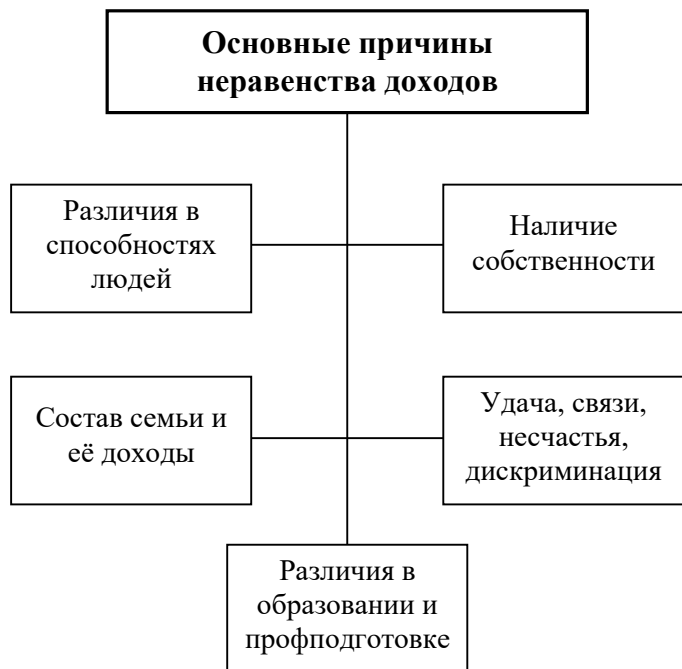 Основные причины
неравенства доходов
Различия в
способностях
людей
Наличие
собственности
Состав семьи и
её доходы
Удача, связи,
несчастья,
дискриминация
Различия в
образовании и
профподготовке